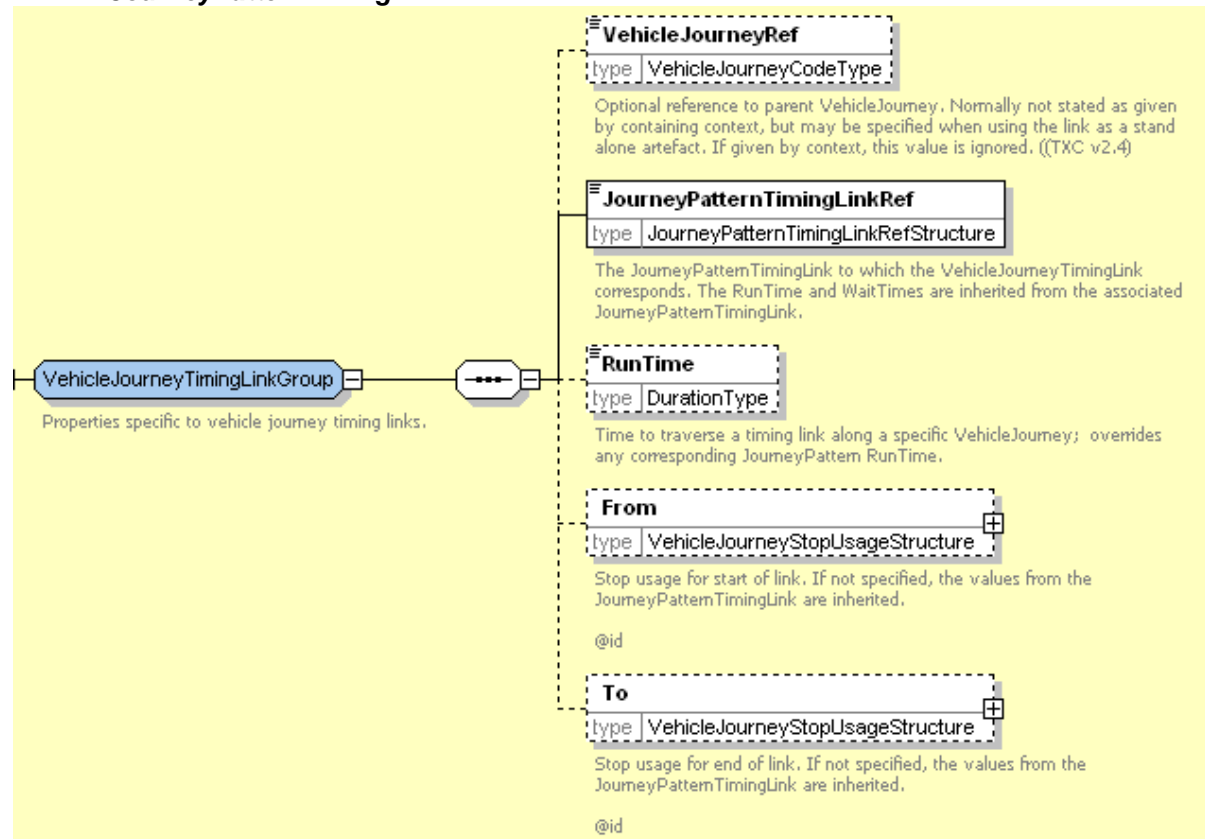 VehicleJourneyRef
type VehicleJourneyCodeType
Optional reference to parent VehicleJourney. Normally not stated as given
by containing context, but may be specified when using the link as a stand
alone artefact. If given by context, this value is ignored. ((TXC v2.4)
JourneyPatternTimingLinkRef
type JourneyPatternTimingLinkRefStructure
The JourneyPatternTimingLink to which the VehicleJourneyTimingLink
corresponds. The RunTime and WaitTimes are inherited from the associated
JourneyPatternTimingLink.
VehicleJourneyTimingLinkGroup
Properties specific to vehicle journey timing links.
RunTime
type DurationType
Time to traverse a timing link along a specific VehicleJourney; overrides
any corresponding JourneyPattern RunTime.
From
type VehicleJourneyStopUsageStructure
Stop usage for start of link. If not specified, the values from the
JourneyPatternTimingLink are inherited.
@id
To
type VehicleJourneyStopUsageStructure
Stop usage for end of link. If not specified, the values from the
JourneyPatternTimingLink are inherited.
@id